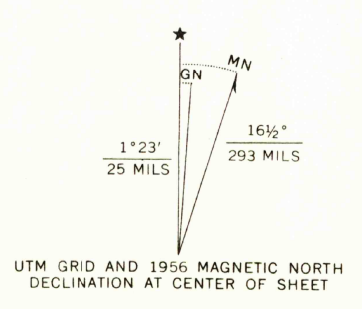 MN
GN
1°23'
25 MILS
16½°
293 MILS
UTM GRID AND 1956 MAGNETIC NORTH
DECLINATION AT CENTER OF SHEET